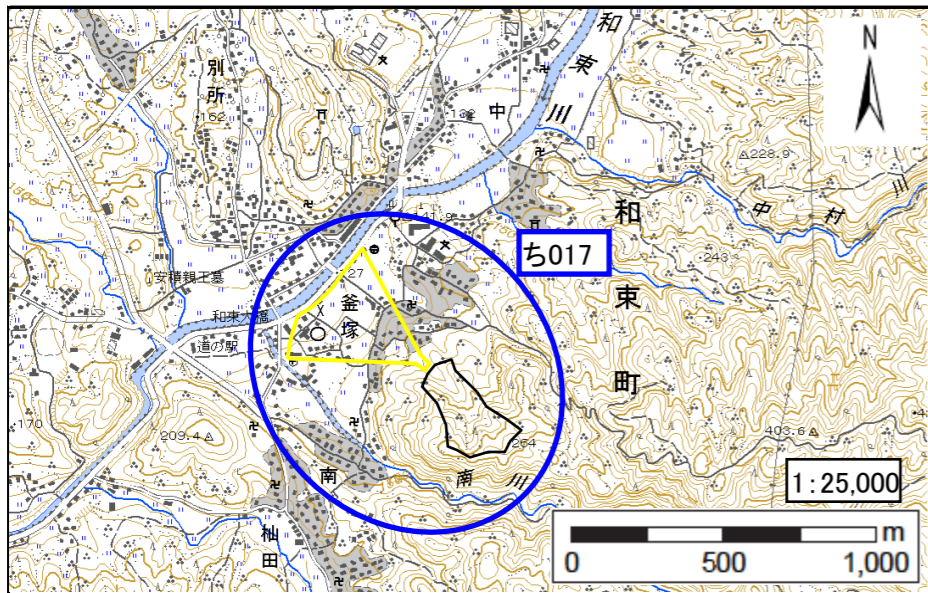 和束川
N
別所
・162
132
中
△228.9
中村川
和束町
141.9
ち017
・243
安積親王墓
27
釜塚
和束大橋
道の駅
・170
209.4△
264
403.6△
南
南川
1:25,000
杣田
m
0 500 1,000